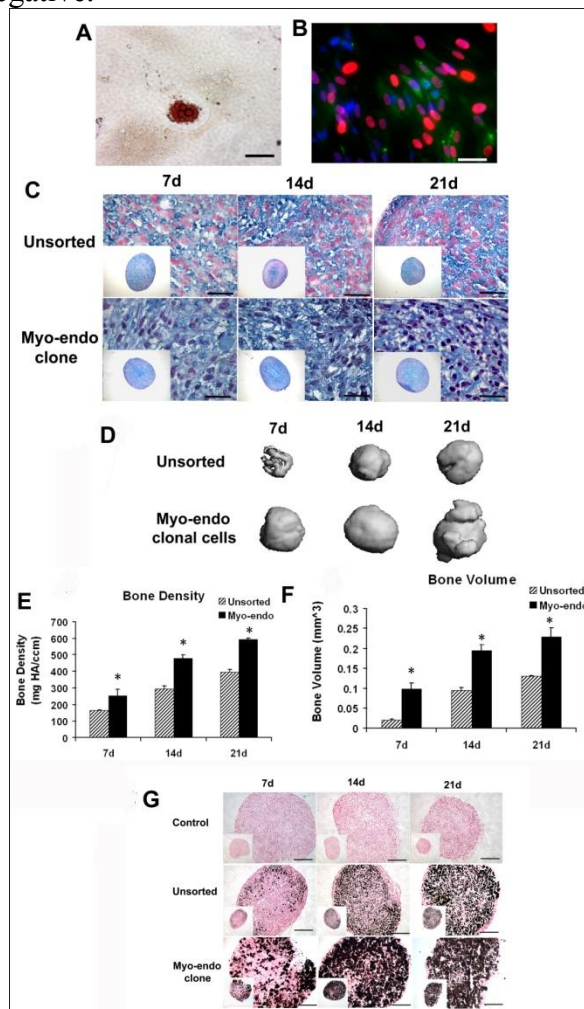 egative.
A
B
C
7d 14d 21d
Unsorted
Myo-endo
clone
D
7d 14d 21d
Unsorted
Myo-endo
clonal cells
E
Bone Density
Unsorted
Myo-endo
Bone Density
(mg HA/ccm)
700
600
500
400
300
200
100
0
* * *
7d 14d 21d
F
Bone Volume
Unsorted
Myo-endo
Bone Volume (mm^3)
0.3
0.25
0.2
0.15
0.1
0.05
0
* * *
7d 14d 21d
G
7d 14d 21d
Control
Unsorted
Myo-endo
clone